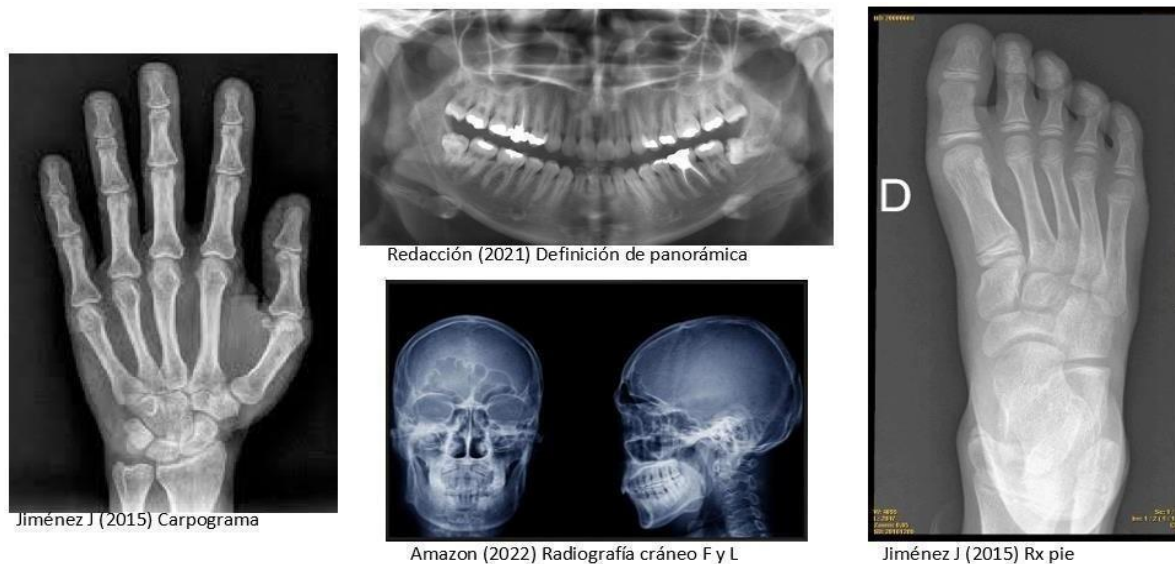 D
Redacción (2021) Definición de panorámica
Jiménez J (2015) Carpograma
Amazon (2022) Radiografía cráneo F y L
Jiménez J (2015) Rx pie